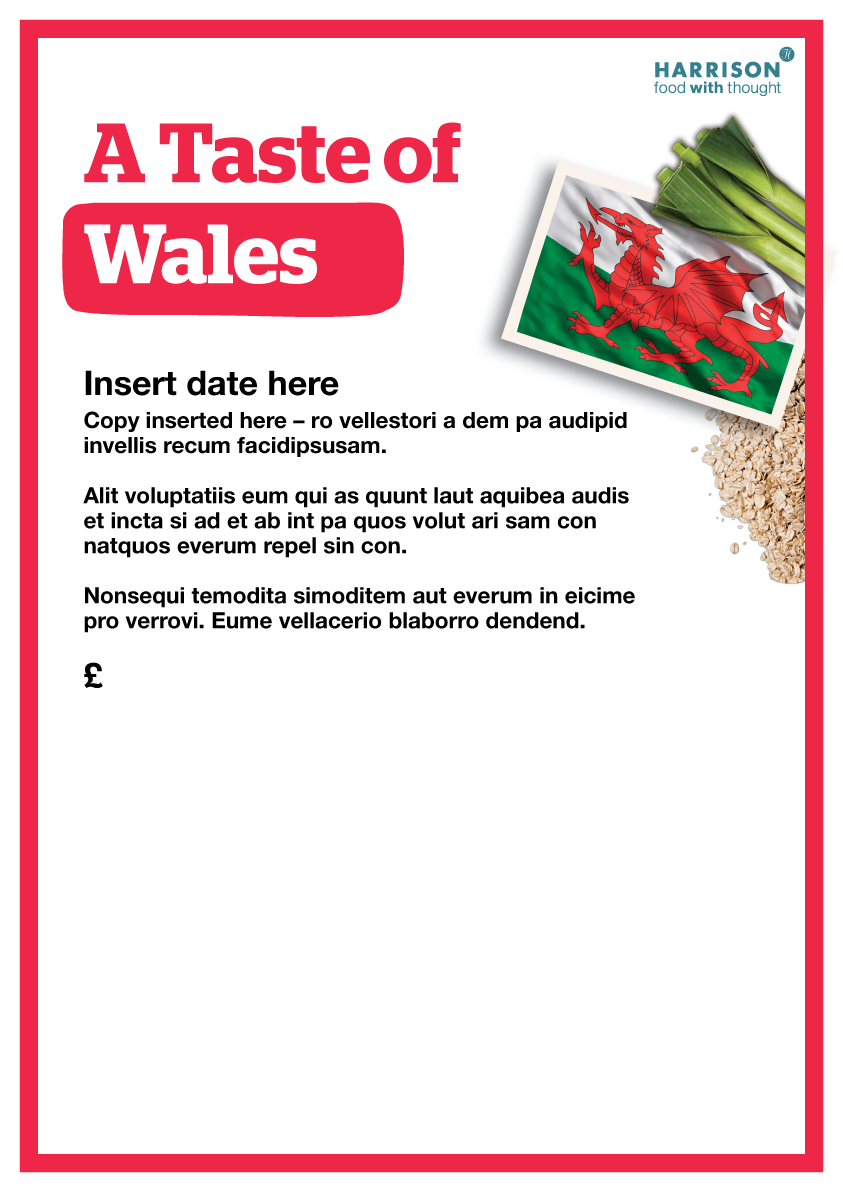 HARRISON
food with thought
A Taste of
Wales
Insert date here
Copy inserted here – ro vellestori a dem pa audipid
invellis recum facidipsusam.
Alit voluptatiis eum qui as quunt laut aquibea audis
et incta si ad et ab int pa quos volut ari sam con
natquos everum repel sin con.
Nonsequi temodita simoditem aut everum in eicime
pro verrovi. Eume vellacerio blaborro dendend.
£